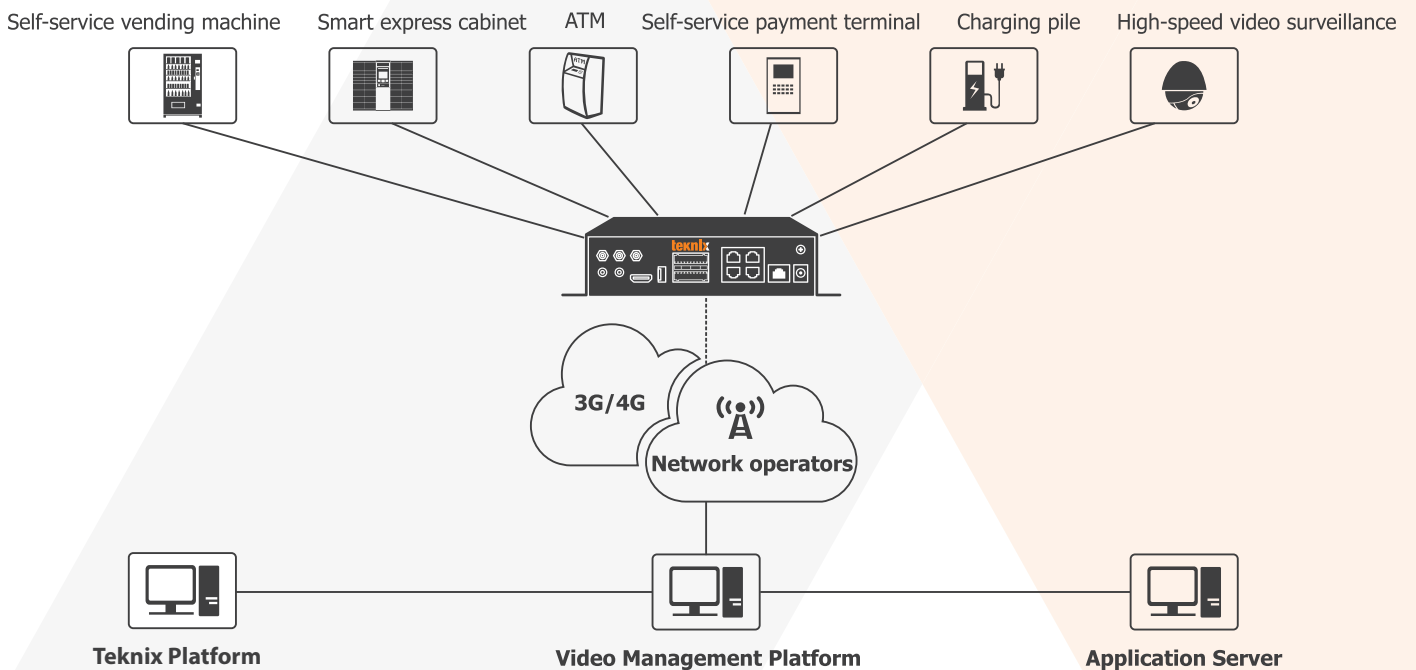 Self-service vending machine
Smart express cabinet
ATM
Self-service payment terminal
Charging pile
High-speed video surveillance
ATM
teknix
3G/4G
Network operators
Teknix Platform
Video Management Platform
Application Server